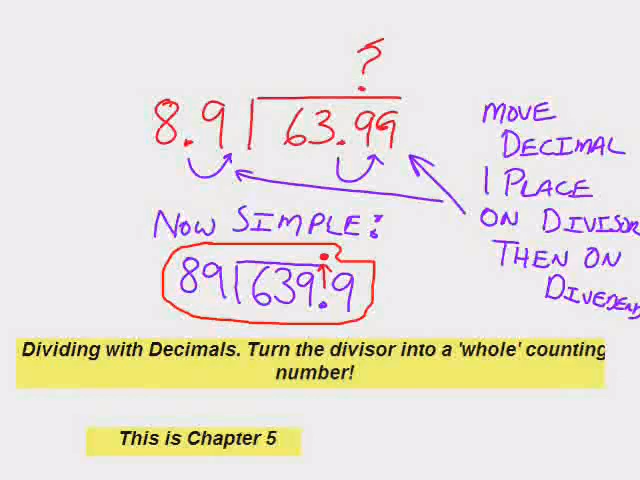 ?
8.9 63.99
MOVE
DECIMAL
1 PLACE
ON DIVISOR
THEN ON
DIVEDEND
NOW SIMPLE:
89 639.9
Dividing with Decimals. Turn the divisor into a 'whole' counting
number!
This is Chapter 5